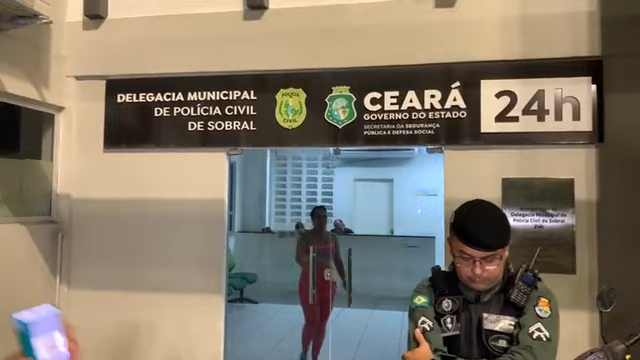 DELEGACIA MUNICIPAL
DE POLÍCIA CIVIL
DE SOBRAL
POLÍCIA
CIVIL
CEARÁ
GOVERNO DO ESTADO
SECRETARIA DA SEGURANÇA
PÚBLICA E DEFESA SOCIAL
24h
Delegacia Municipal de
Polícia Civil de Sobral
24h